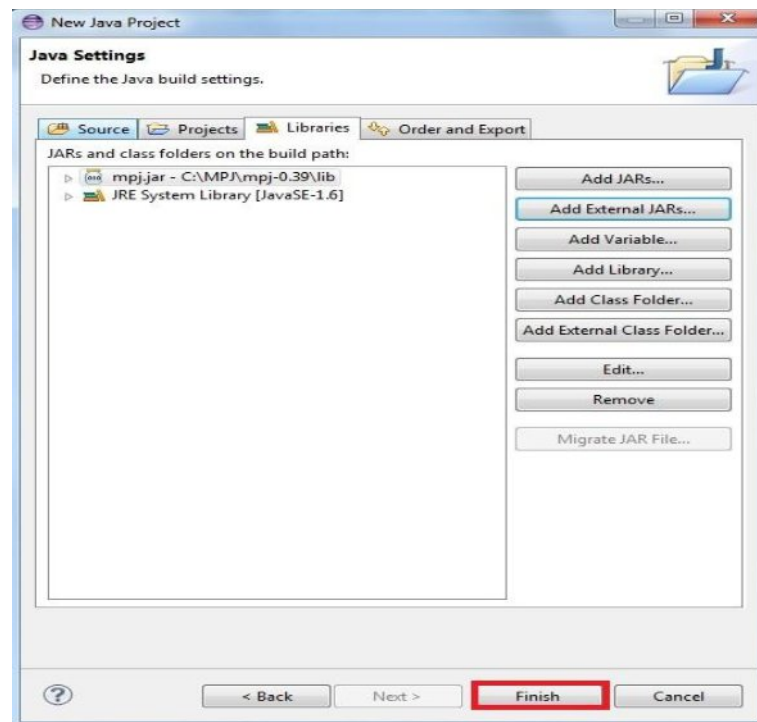 New Java Project
Java Settings
Define the Java build settings.
Source Projects Libraries Order and Export
JARs and class folders on the build path:
mpj.jar - C:\MPJ\mpj-0.39\lib
JRE System Library [JavaSE-1.6]
Add JARs...
Add External JARs...
Add Variable...
Add Library...
Add Class Folder...
Add External Class Folder...
Edit...
Remove
Migrate JAR File...
? < Back Next > Finish Cancel